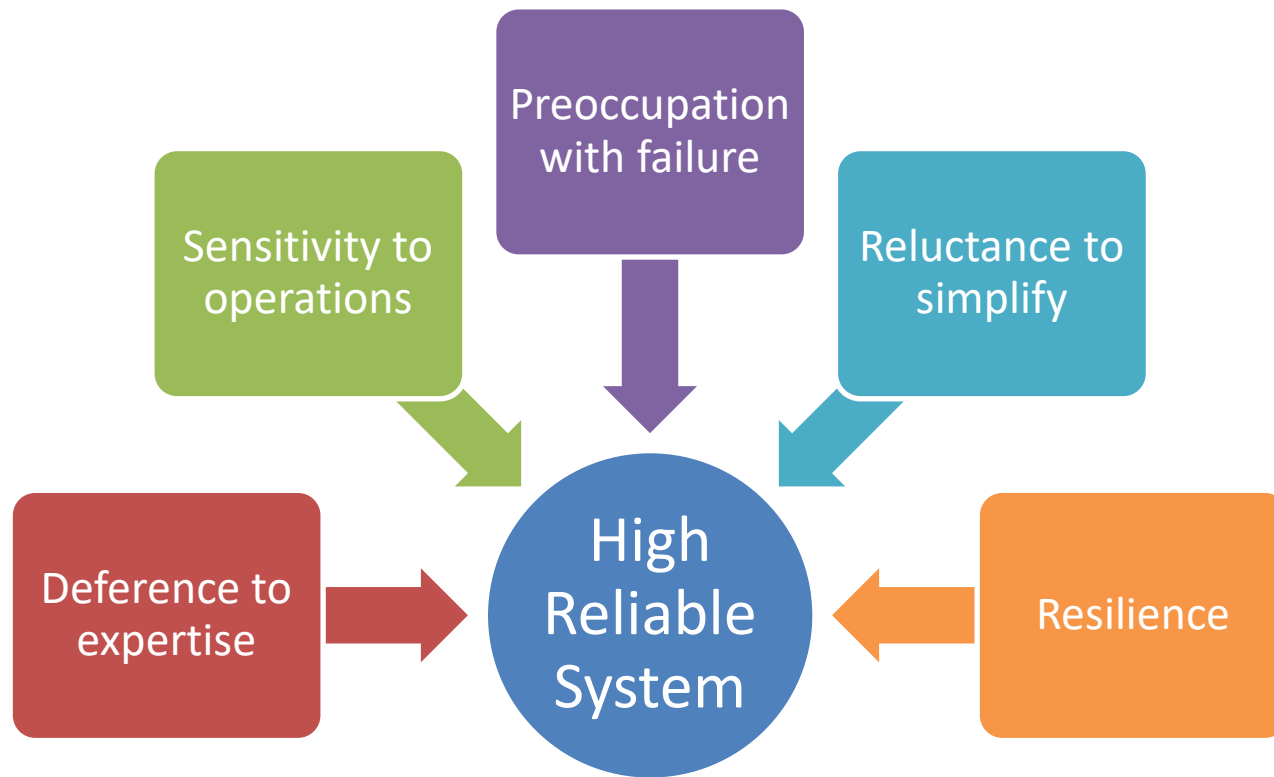 Preoccupation
with failure
Sensitivity to
operations
Reluctance to
simplify
Deference to
expertise
High
Reliable
System
Resilience